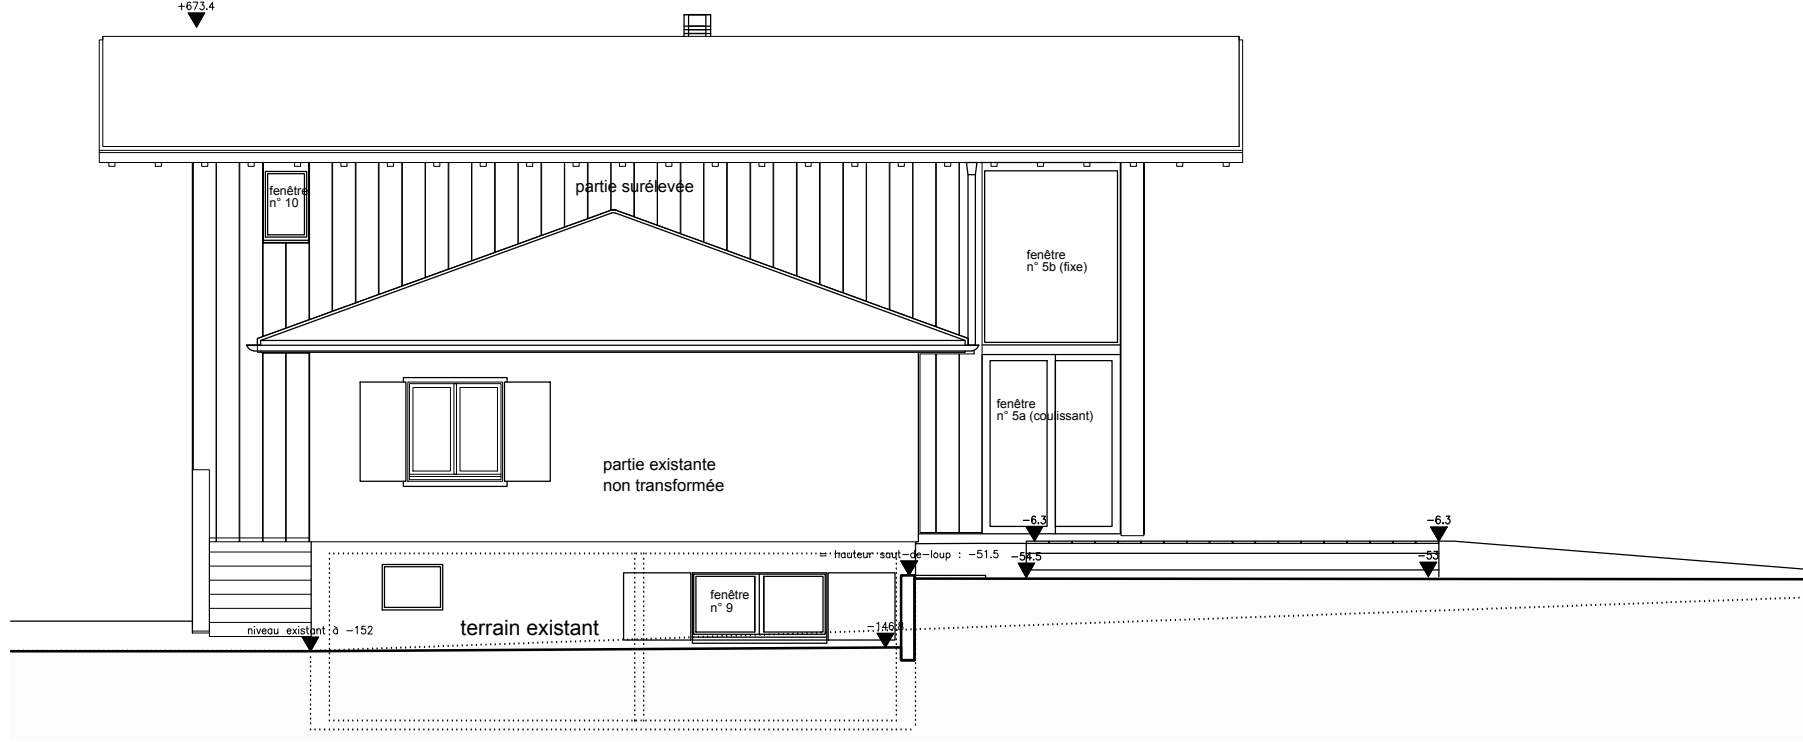 +673.4
partie surélevée
fenêtre
n° 10
fenêtre
n° 5b (fixe)
fenêtre
n° 5a (coulissant)
partie existante
non transformée
-6.3
-6.3
= hauteur saut-de-loup : -51.5
-54.5
-53
fenêtre
n° 9
niveau existant à -152
terrain existant
-146.8